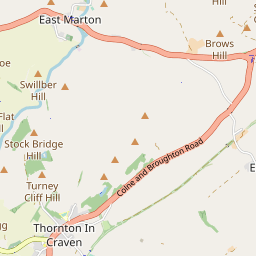 East Marton
Brows
Hill
oe
Swillber
Hill
Flat
l
Stock Bridge
Hill
Colne and Broughton Road
E
Turney
Cliff Hill
Thornton In
Craven
g